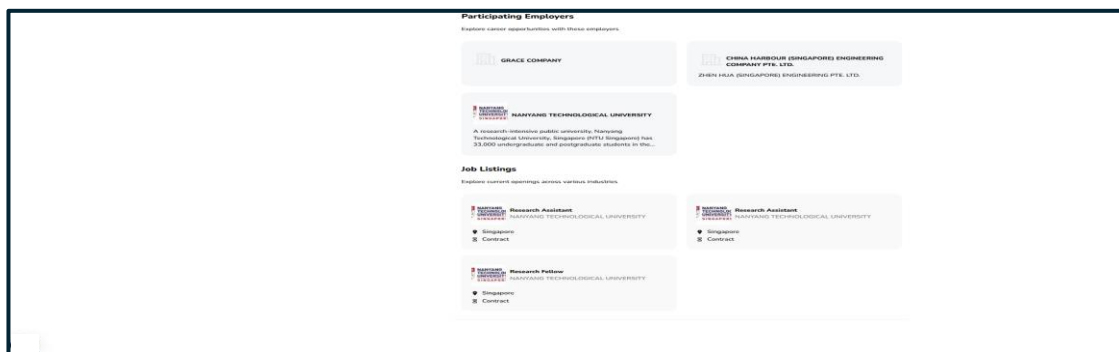 Participating Employers
Explore career opportunities with these employers
GRACE COMPANY
CHINA HARBOUR (SINGAPORE) ENGINEERING
COMPANY PTE. LTD.
ZHEN HUA (SINGAPORE) ENGINEERING PTE. LTD.
NANYANG
UNIVERSITY
SINGAPORE
NANYANG TECHNOLOGICAL UNIVERSITY
A research-intensive public university, Nanyang
Technological University, Singapore (NTU Singapore) has
33,000 undergraduate and postgraduate students in the...
Job Listings
Explore current openings across various industries
Research Assistant
NANYANG TECHNOLOGICAL UNIVERSITY
Singapore
Contract
Research Assistant
NANYANG TECHNOLOGICAL UNIVERSITY
Singapore
Contract
Research Fellow
NANYANG TECHNOLOGICAL UNIVERSITY
Singapore
Contract